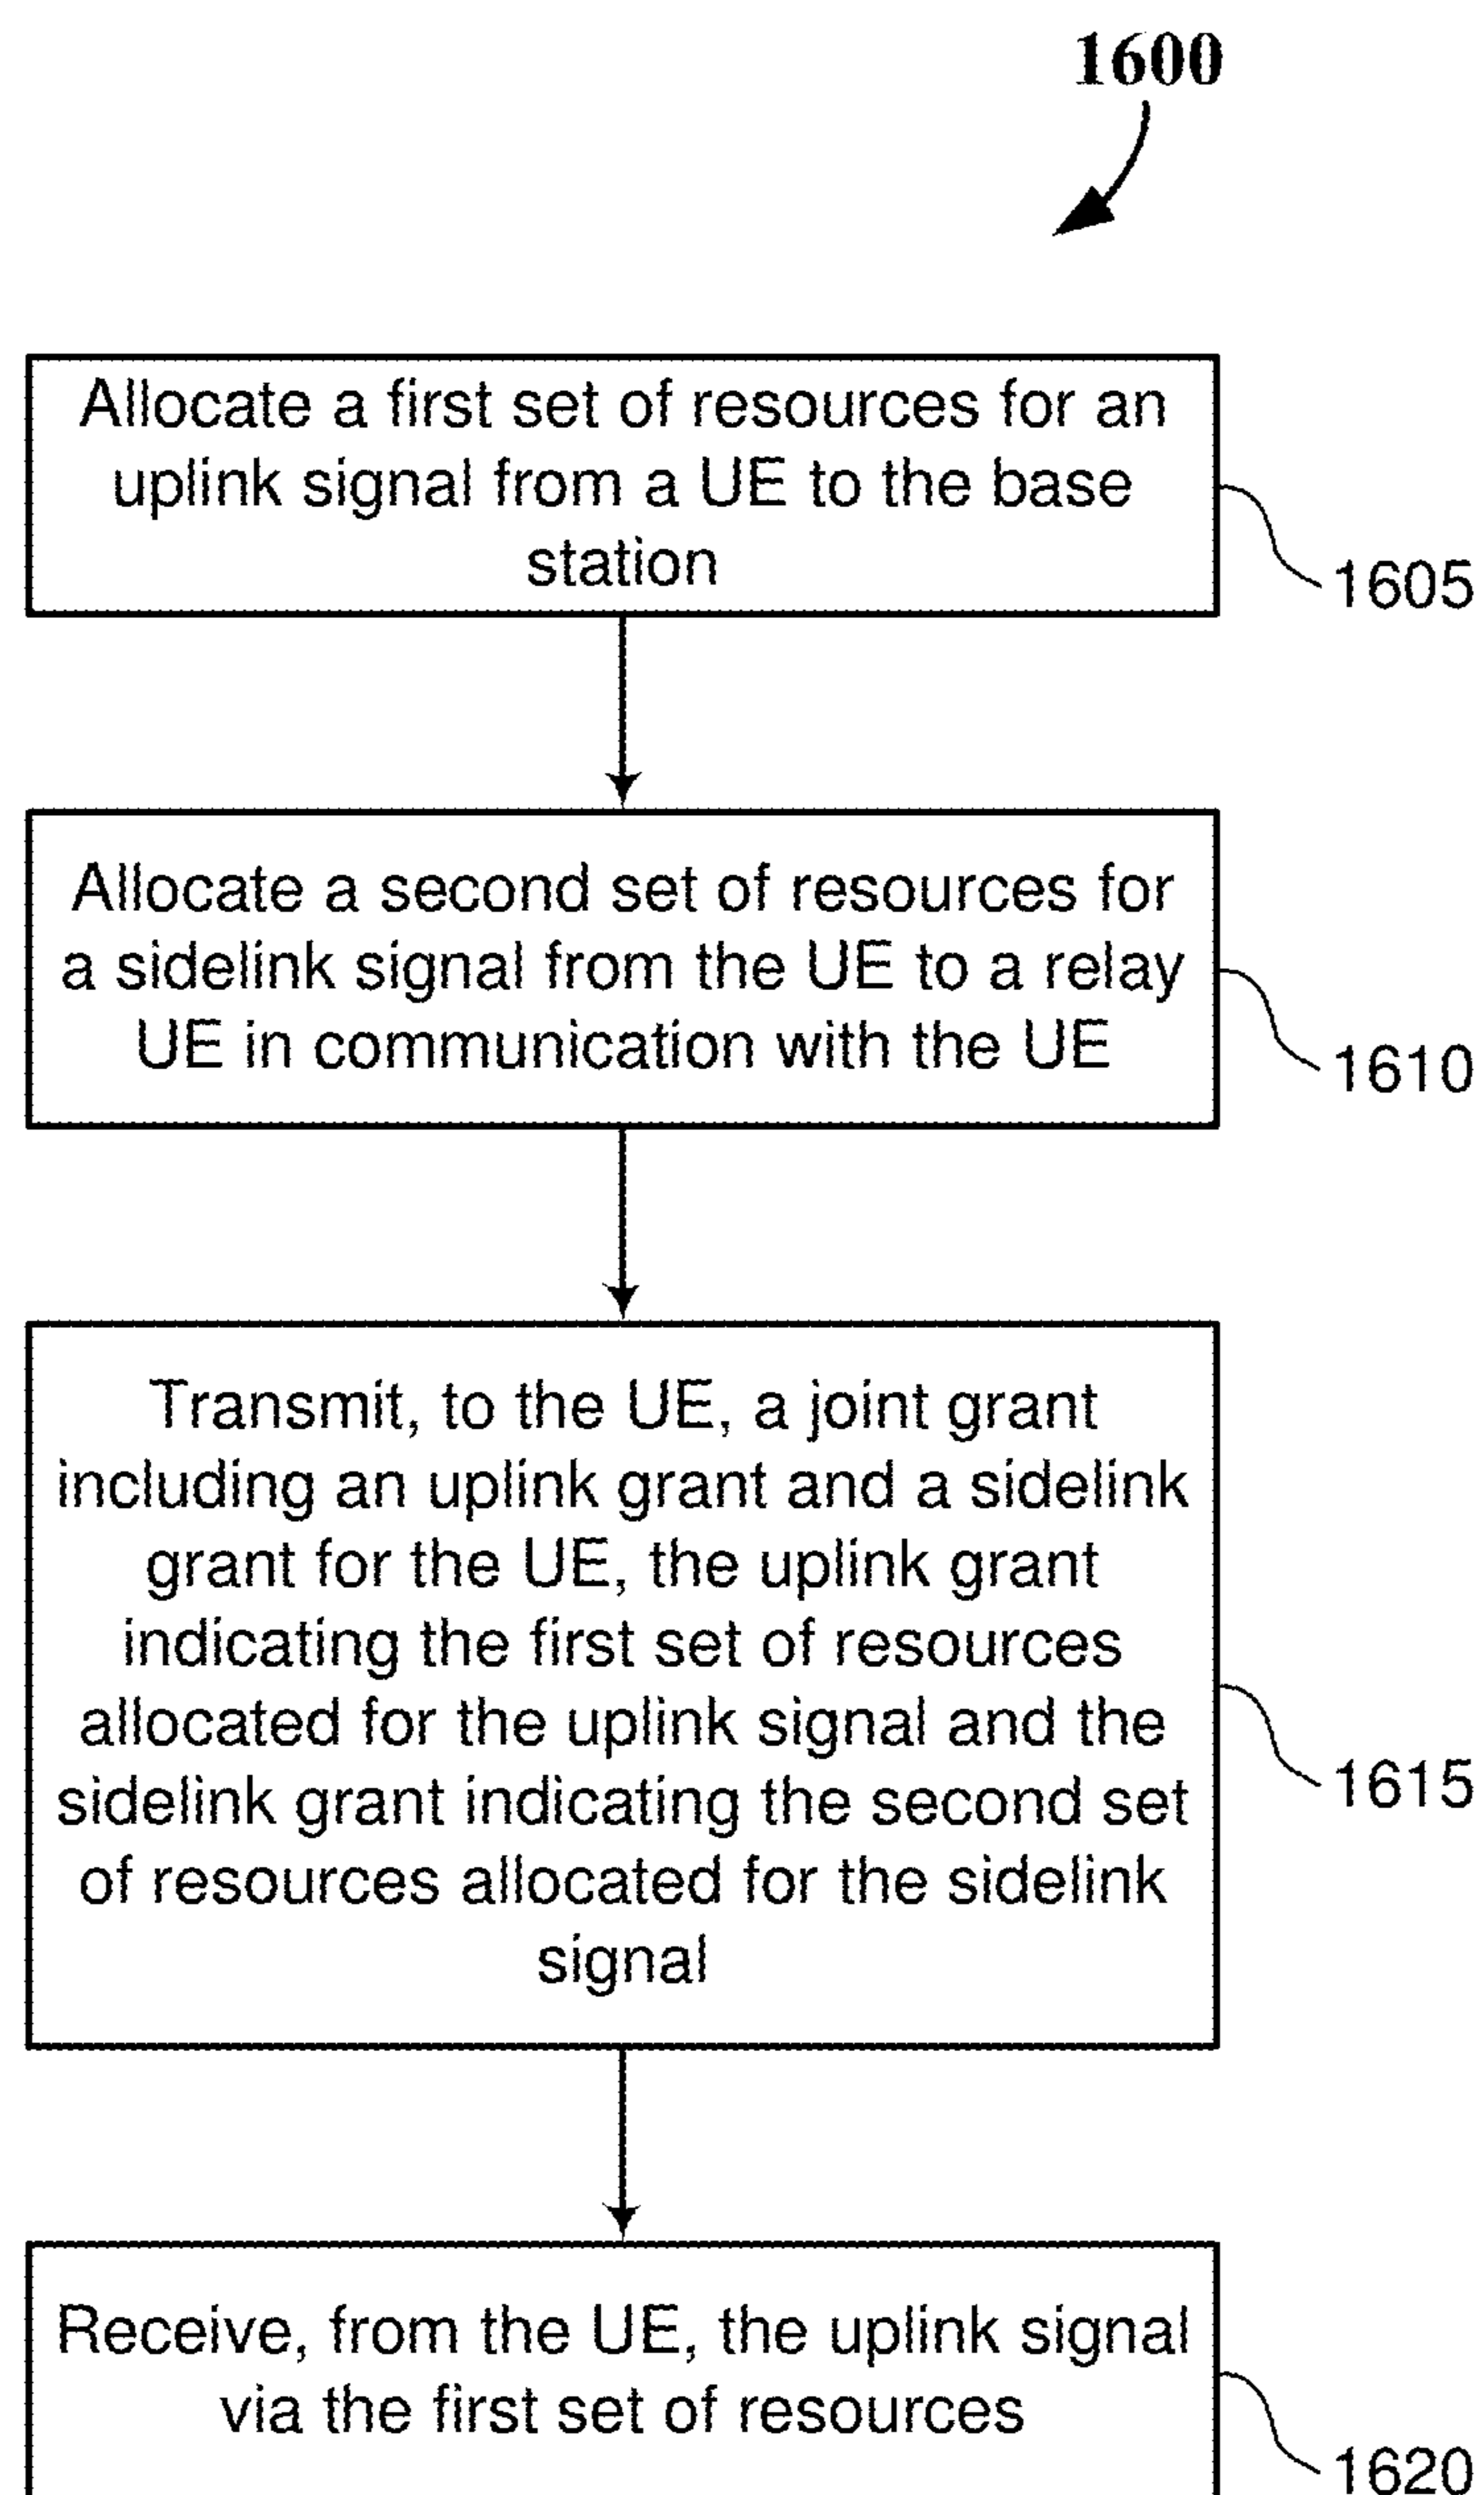 1600
Allocate a first set of resources for an
uplink signal from a UE to the base
station
1605
Allocate a second set of resources for
a sidelink signal from the UE to a relay
UE in communication with the UE
1610
Transmit, to the UE, a joint grant
including an uplink grant and a sidelink
grant for the UE, the uplink grant
indicating the first set of resources
allocated for the uplink signal and the
sidelink grant indicating the second set
of resources allocated for the sidelink
signal
1615
Receive, from the UE, the uplink signal
via the first set of resources
1620